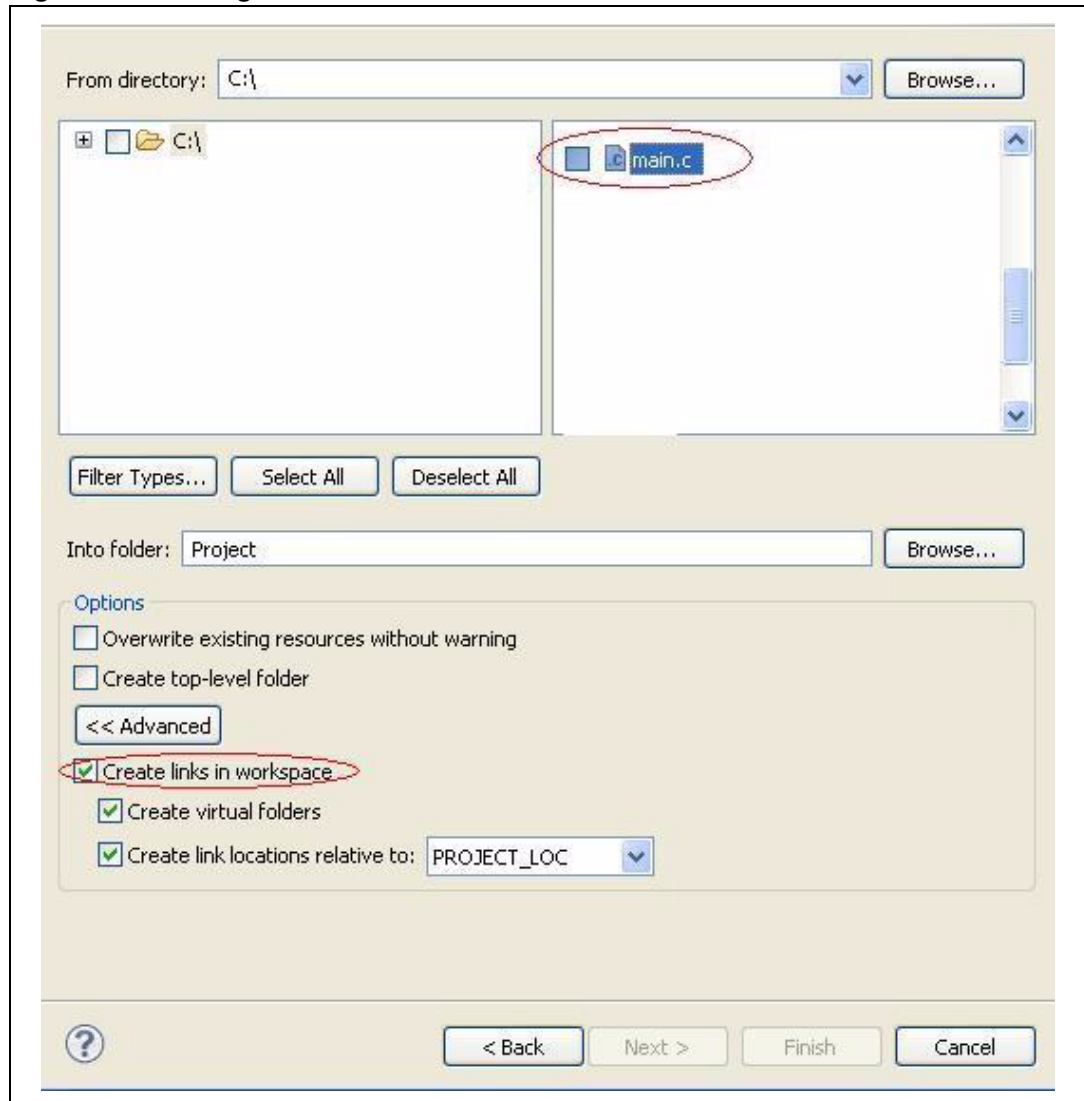 From directory: C:\ Browse...
C:\
main.c
Filter Types... Select All Deselect All
Into folder: Project Browse...
Options
Overwrite existing resources without warning
Create top-level folder
<< Advanced
Create links in workspace
Create virtual folders
Create link locations relative to: PROJECT_LOC
? < Back Next > Finish Cancel